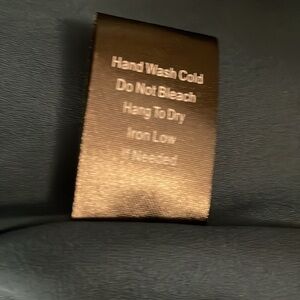 Hand Wash Cold
Do Not Bleach
Hang To Dry
Iron Low
If Needed